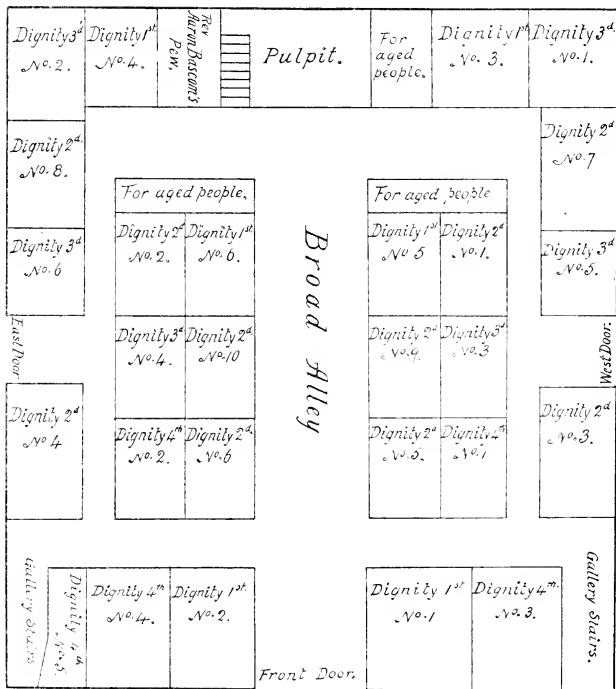 Dignity 3d
No. 2.
Dignity 1st
No. 4.
Rev
Aaron Bascom's
Pew.
Pulpit.
For
aged
people.
Dignity 1st
No. 3.
Dignity 3d.
No. 1.
Dignity 2d.
No. 8.
Dignity 3d
No. 6
Dignity 2d
No. 7
Dignity 3d
No. 5.
For aged people.
Dignity 2d
No. 2.
Dignity 1st.
No. 6.
Dignity 3d
No. 4.
Dignity 2d.
No. 10
Dignity 4th
No. 2.
Dignity 2d.
No. 6
Broad Alley
For aged people
Dignity 1st
No 5
Dignity 2d
No. 1.
Dignity 2d
No. 9.
Dignity 3d
No. 3
Dignity 2d
No. 5.
Dignity 4th
No. 1
East Door.
West Door.
Dignity 2d
No 4
Dignity 2d
No. 3.
Gallery Stairs
Dignity 4th
No. 5.
Dignity 4th
No. 4.
Dignity 1st.
No. 2.
Front Door.
Dignity 1st
No. 1
Dignity 4th.
No. 3.
Gallery Stairs.